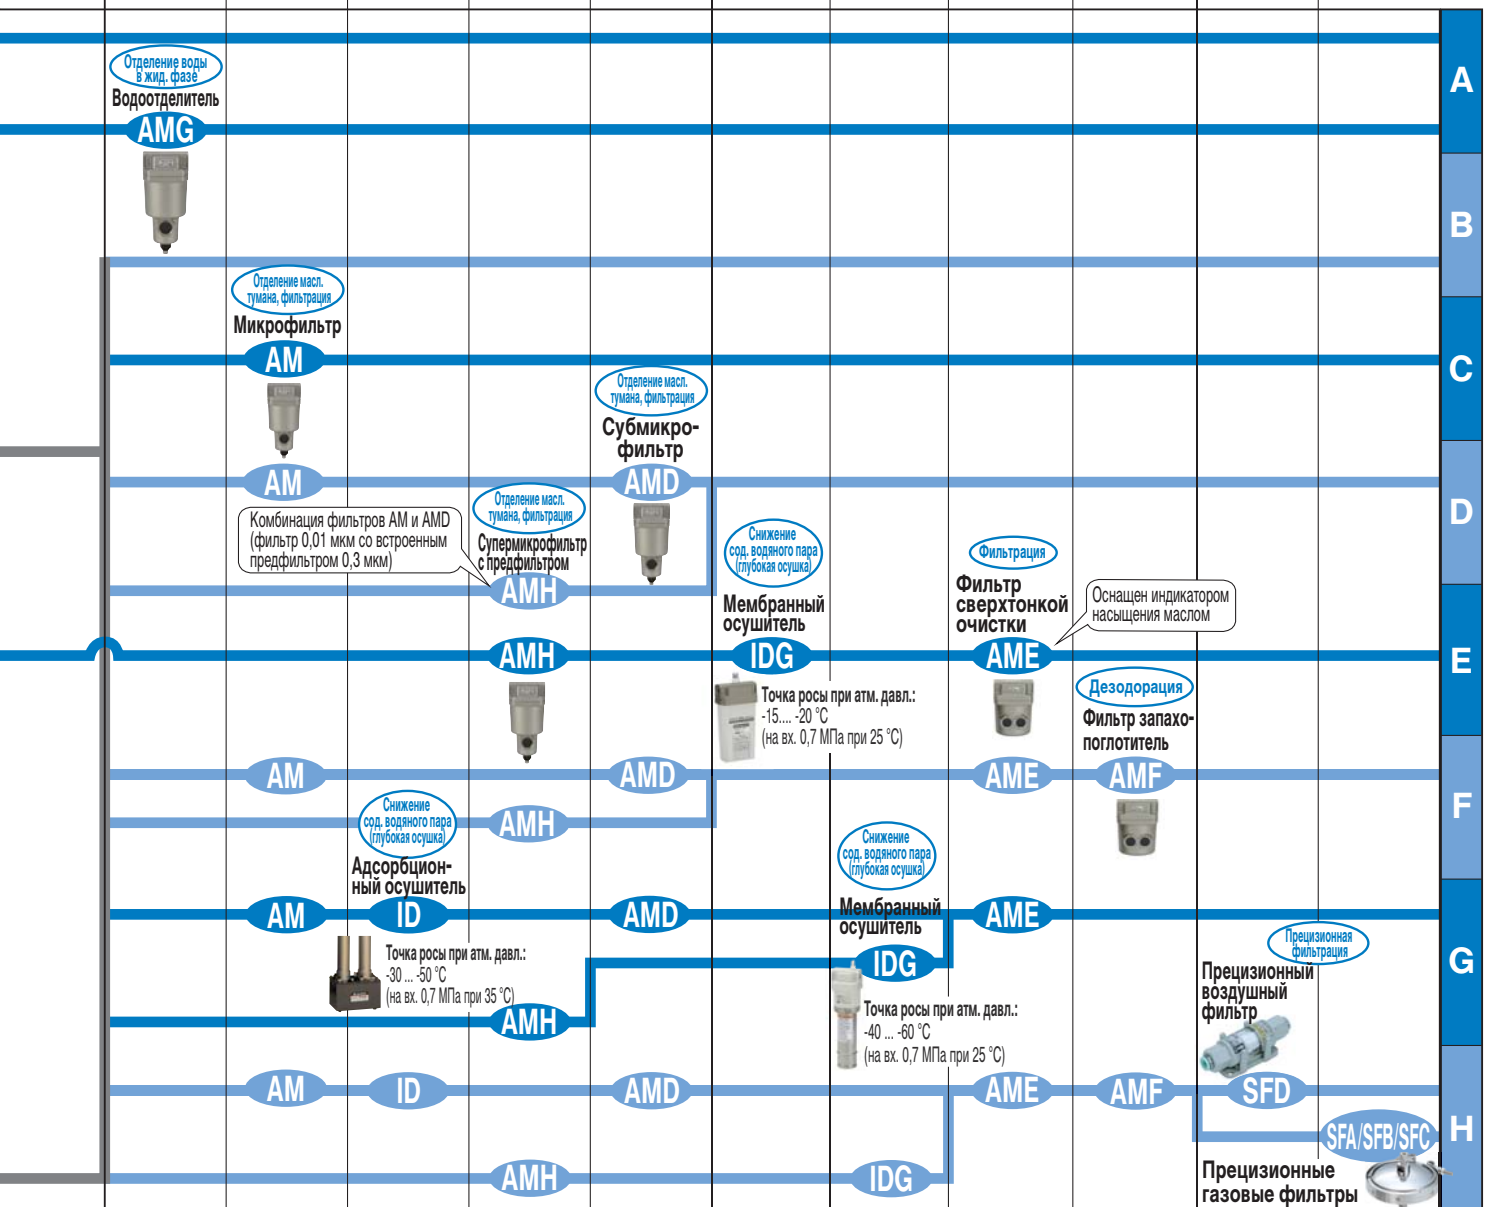 A
Отделение воды
в жид. фазе
Водоотделитель
AMG
B
Отделение масл.
тумана, фильтрация
Микрофильтр
AM
C
Отделение масл.
тумана, фильтрация
Субмикро-
фильтр
AM
AMD
D
Комбинация фильтров AM и AMD
(фильтр 0,01 мкм со встроенным
предфильтром 0,3 мкм)
Отделение масл.
тумана, фильтрация
Супермикрофильтр
с предфильтром
AMH
Снижение
сод. водяного пара
(глубокая осушка)
Мембранный
осушитель
Фильтрация
Фильтр
сверхтонкой
очистки
Оснащен индикатором
насыщения маслом
AMH
IDG
AME
E
Точка росы при атм. давл.:
-15.... -20 °C
(на вх. 0,7 МПа при 25 °C)
Дезодорация
Фильтр запахо-
поглотитель
AM
AMD
AME
AMF
F
AMH
Снижение
сод. водяного пара
(глубокая осушка)
Адсорбцион-
ный осушитель
Снижение
сод. водяного пара
(глубокая осушка)
Мембранный
осушитель
AM
ID
AMD
AME
G
Точка росы при атм. давл.:
-30 ... -50 °C
(на вх. 0,7 МПа при 35 °C)
IDG
AMH
Точка росы при атм. давл.:
-40 ... -60 °C
(на вх. 0,7 МПа при 25 °C)
Прецизионная
фильтрация
Прецизионный
воздушный
фильтр
AM
ID
AMD
AME
AMF
SFD
H
SFA/SFB/SFC
AMH
IDG
Прецизионные
газовые фильтры